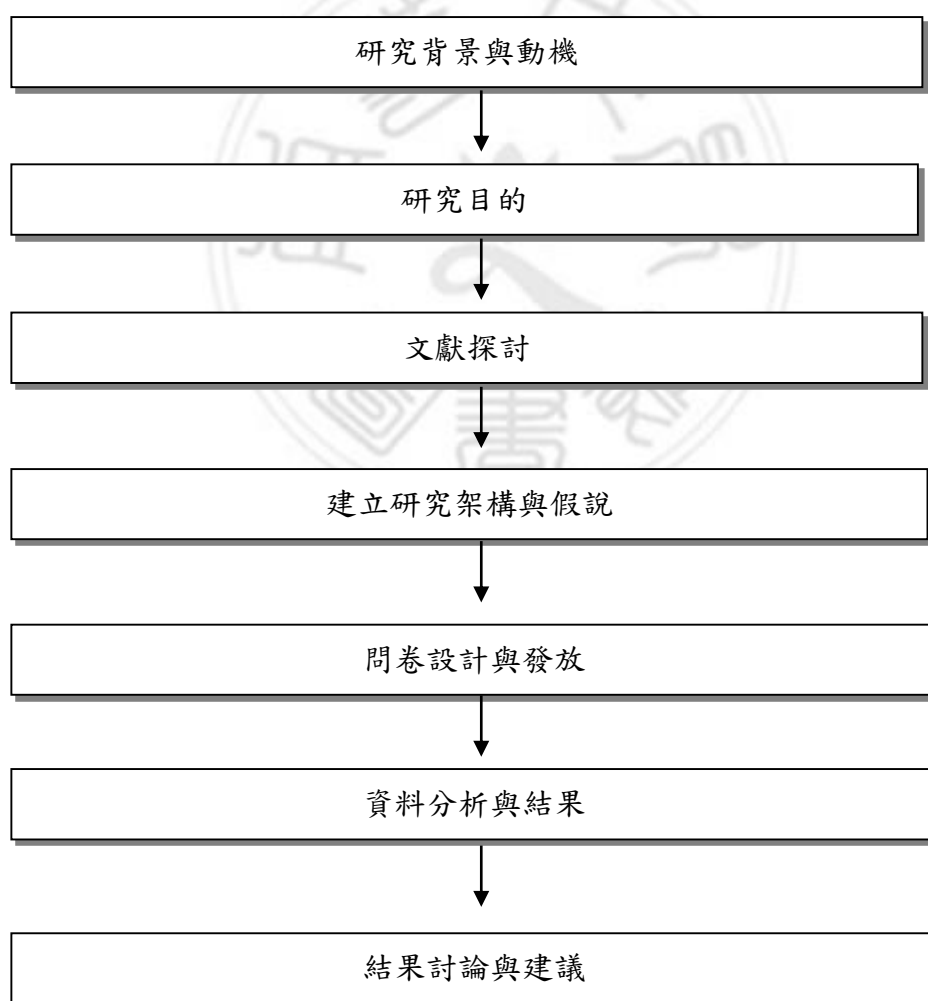 研究背景與動機
研究目的
文獻探討
建立研究架構與假說
問卷設計與發放
資料分析與結果
結果討論與建議